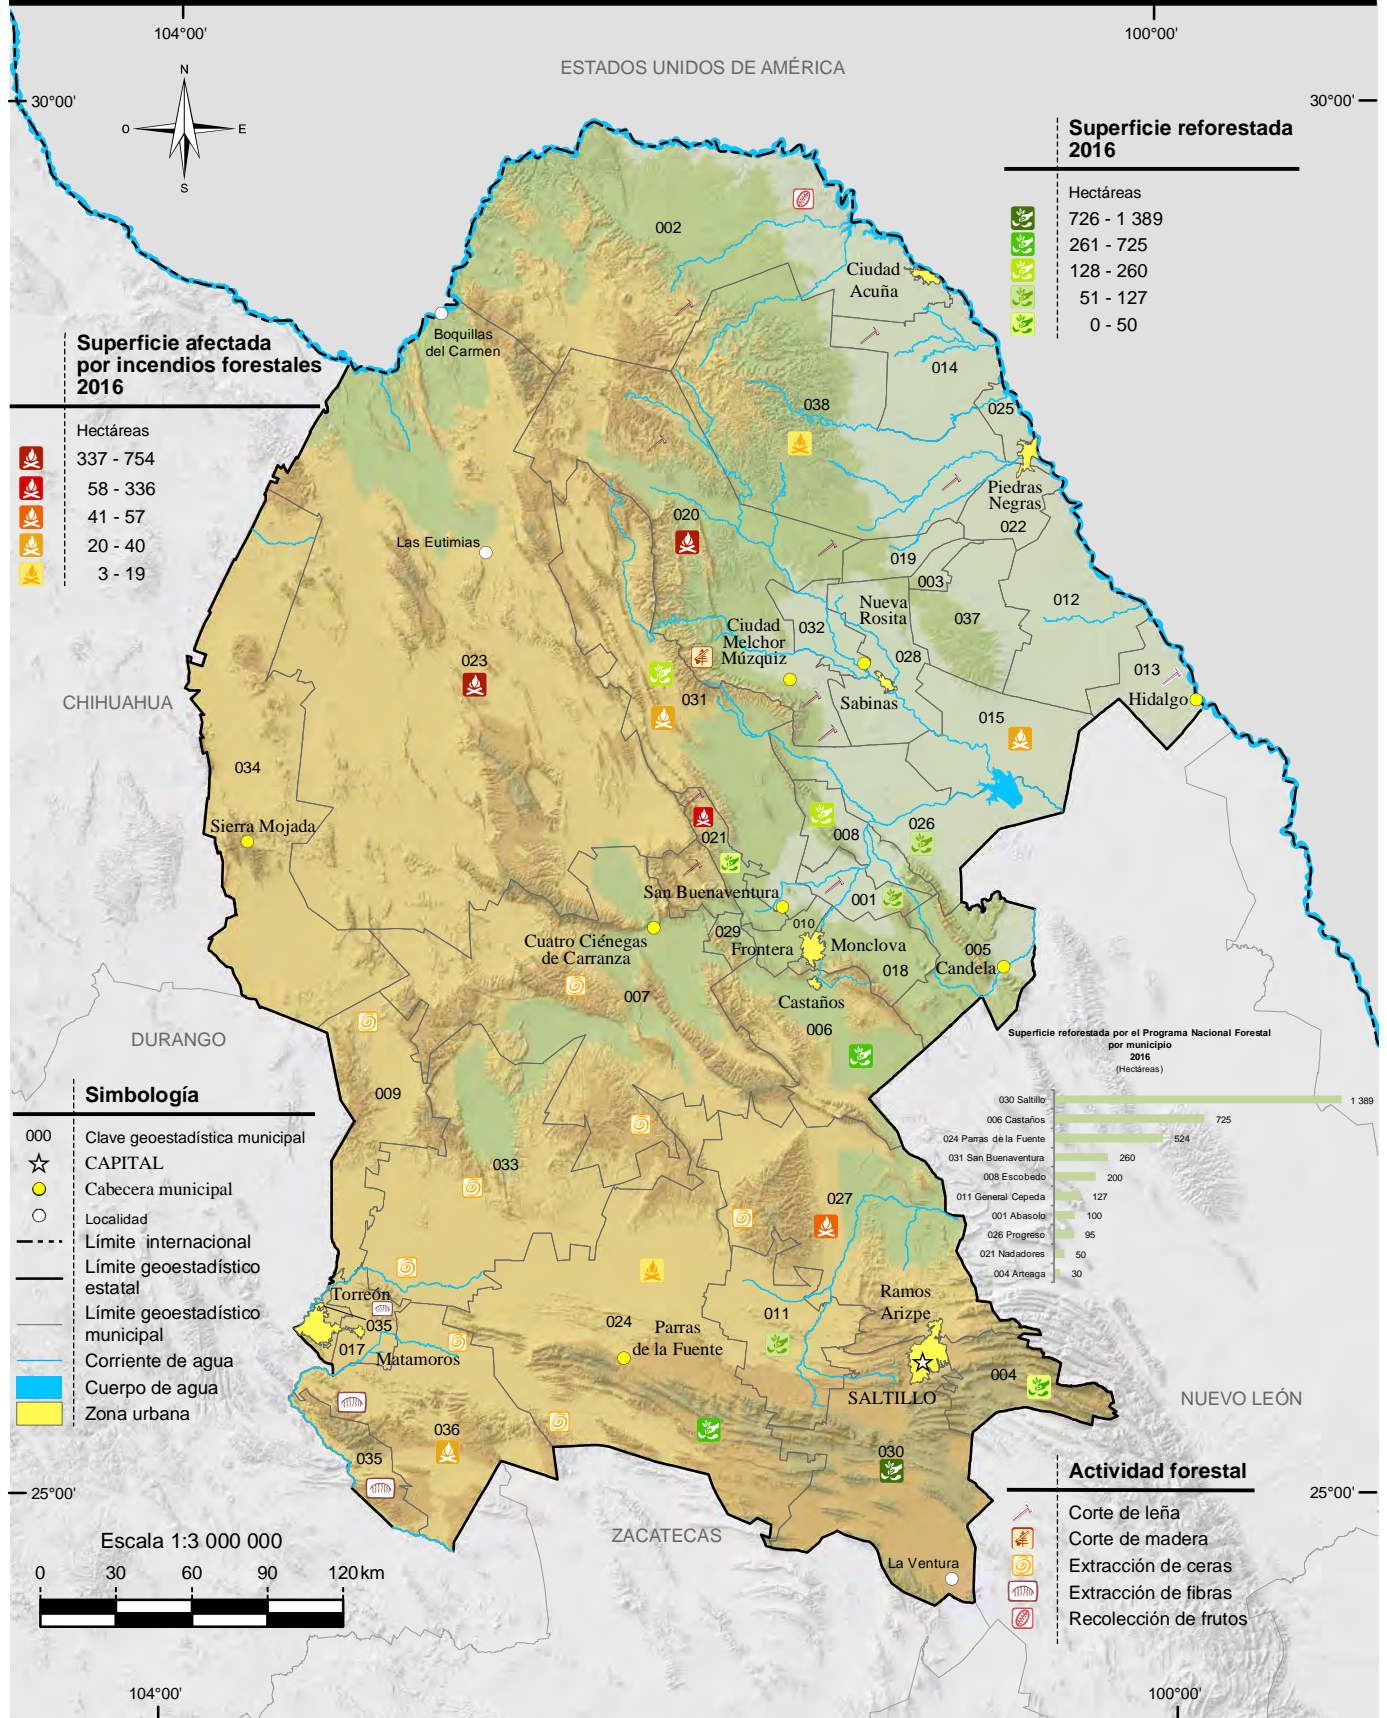 104°00'
100°00'
ESTADOS UNIDOS DE AMÉRICA
N
O
E
S
30°00'
30°00'
Superficie reforestada
2016
Hectáreas
726 - 1 389
261 - 725
128 - 260
51 - 127
0 - 50
002
Ciudad
Acuña
Boquillas
del Carmen
Superficie afectada
por incendios forestales
2016
Hectáreas
337 - 754
58 - 336
41 - 57
20 - 40
3 - 19
014
038
025
Piedras
Negras
020
022
Las Eutimias
019
003
012
Nueva
Rosita
037
Ciudad
Melchor
Múzquiz
032
028
023
013
031
Hidalgo
CHIHUAHUA
Sabinas
015
034
Sierra Mojada
021
008
026
San Buenaventura
001
010
029
Frontera
Monclova
005
Cuatro Ciénegas
de Carranza
018
Candela
007
Castaños
006
DURANGO
Superficie reforestada por el Programa Nacional Forestal
por municipio
2016
(Hectáreas)
030 Saltillo
1 389
006 Castaños
725
024 Parras de la Fuente
524
031 San Buenaventura
260
008 Escobedo
200
011 General Cepeda
127
001 Abasolo
100
026 Progreso
95
021 Nadadores
50
004 Arteaga
30
Simbología
000
Clave geoestadística municipal
CAPITAL
Cabecera municipal
Localidad
Límite internacional
Límite geoestadístico
estatal
Límite geoestadístico
municipal
Corriente de agua
Cuerpo de agua
Zona urbana
009
033
027
Torreón
035
017
Matamoros
024
Parras
de la Fuente
011
Ramos
Arizpe
SALTILLO
004
NUEVO LEÓN
036
035
030
25°00'
25°00'
Actividad forestal
Corte de leña
Corte de madera
Extracción de ceras
Extracción de fibras
Recolección de frutos
ZACATECAS
La Ventura
Escala 1:3 000 000
0 30 60 90 120 km
104°00'
100°00'